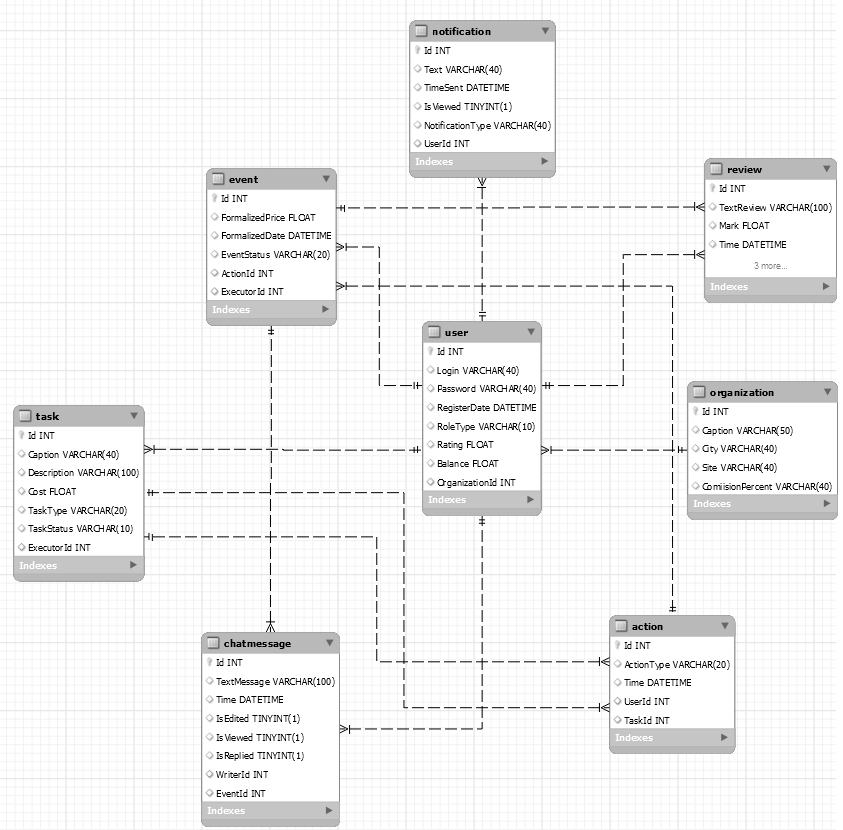 notification
Id INT
Text VARCHAR(40)
TimeSent DATETIME
IsViewed TINYINT(1)
NotificationType VARCHAR(40)
UserId INT
Indexes
event
Id INT
FormalizedPrice FLOAT
FormalizedDate DATETIME
EventStatus VARCHAR(20)
ActionId INT
ExecutorId INT
Indexes
review
Id INT
TextReview VARCHAR(100)
Mark FLOAT
Time DATETIME
3 more...
Indexes
user
Id INT
Login VARCHAR(40)
Password VARCHAR(40)
RegisterDate DATETIME
RoleType VARCHAR(10)
Rating FLOAT
Balance FLOAT
OrganizationId INT
Indexes
organization
Id INT
Caption VARCHAR(50)
City VARCHAR(40)
Site VARCHAR(40)
ComiisionPercent VARCHAR(40)
Indexes
task
Id INT
Caption VARCHAR(40)
Description VARCHAR(100)
Cost FLOAT
TaskType VARCHAR(20)
TaskStatus VARCHAR(10)
ExecutorId INT
Indexes
chatmessage
Id INT
TextMessage VARCHAR(100)
Time DATETIME
IsEdited TINYINT(1)
IsViewed TINYINT(1)
IsReplied TINYINT(1)
WriterId INT
EventId INT
Indexes
action
Id INT
ActionType VARCHAR(20)
Time DATETIME
UserId INT
TaskId INT
Indexes